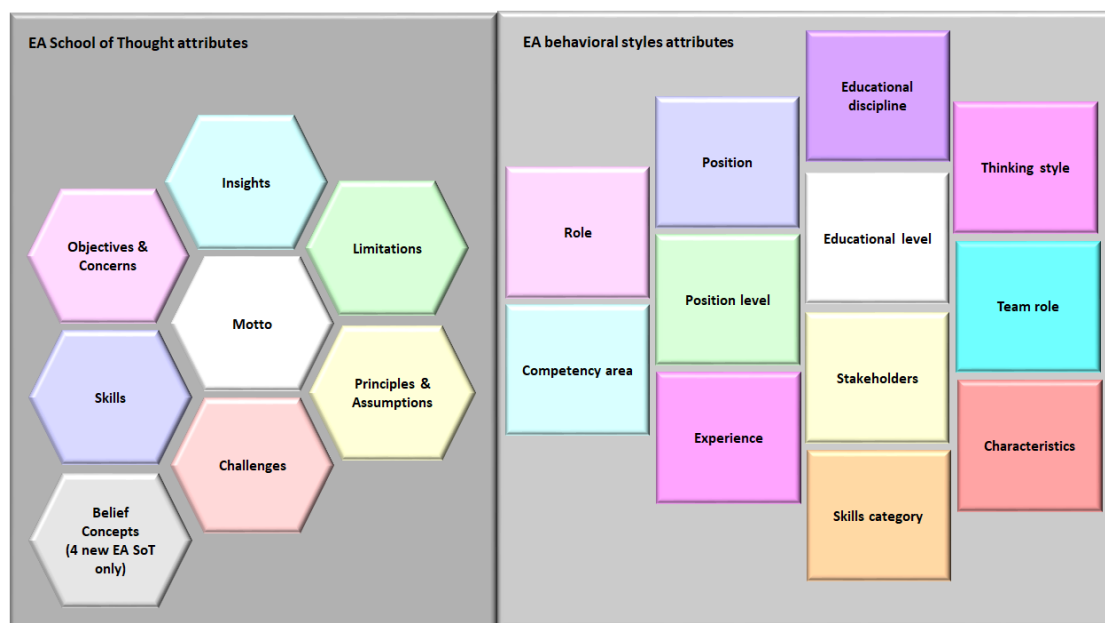 EA School of Thought attributes
Insights
Objectives &
Concerns
Limitations
Motto
Skills
Principles &
Assumptions
Challenges
Belief
Concepts
(4 new EA SoT
only)
EA behavioral styles attributes
Educational
discipline
Position
Thinking style
Role
Educational level
Position level
Team role
Competency area
Stakeholders
Experience
Characteristics
Skills category